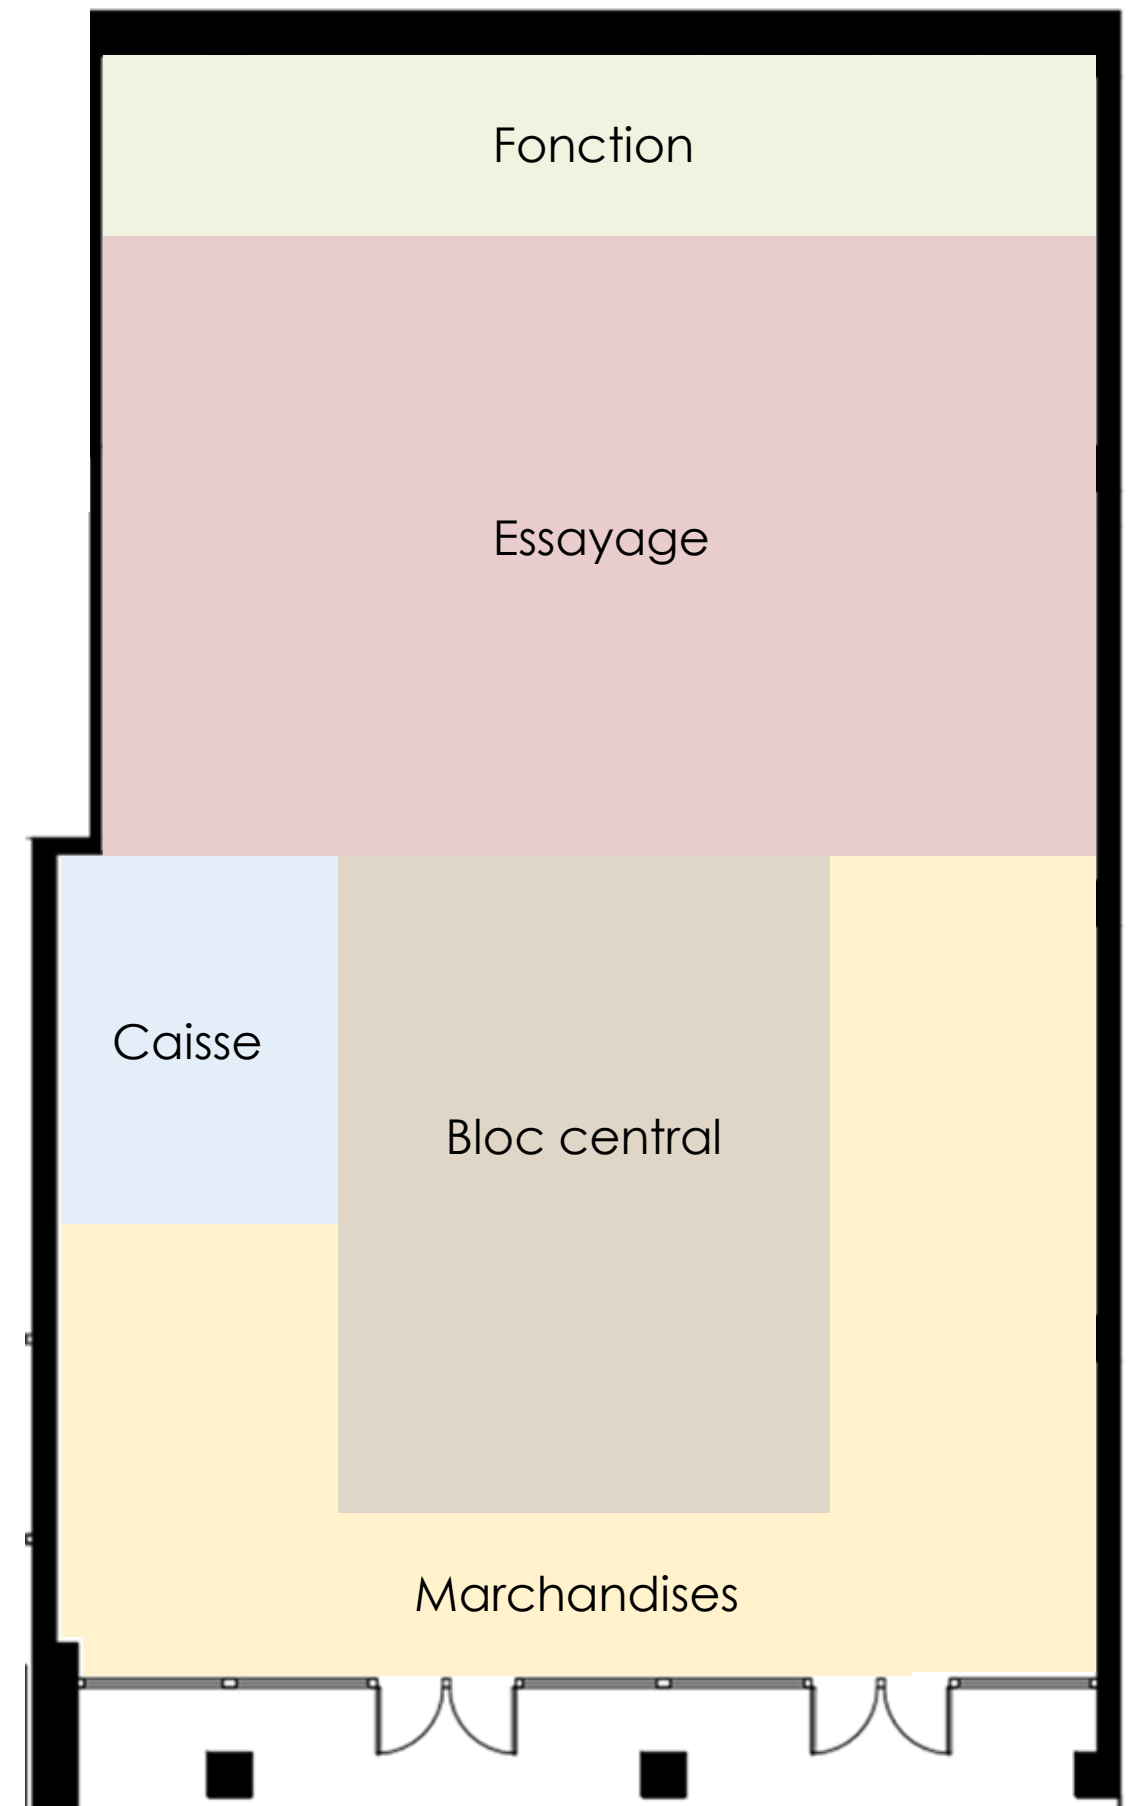 Fonction
Essayage
Caisse
Bloc central
Marchandises